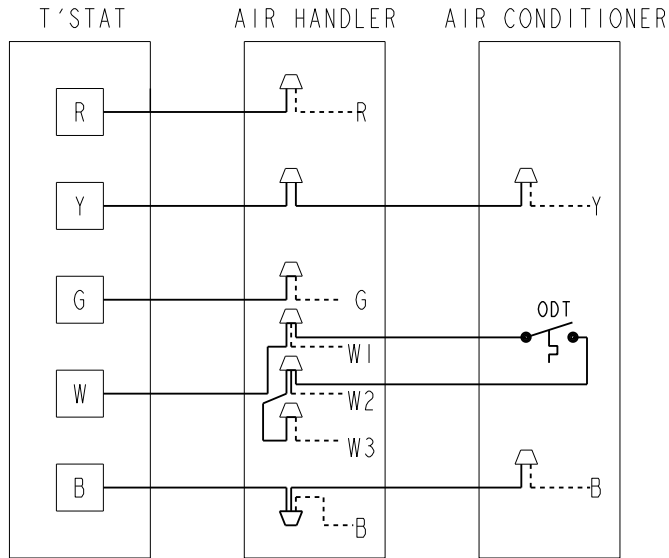 T'STAT AIR HANDLER AIR CONDITIONER
R R
Y Y
G G
ODT
W1
W W2
W3
B B
B